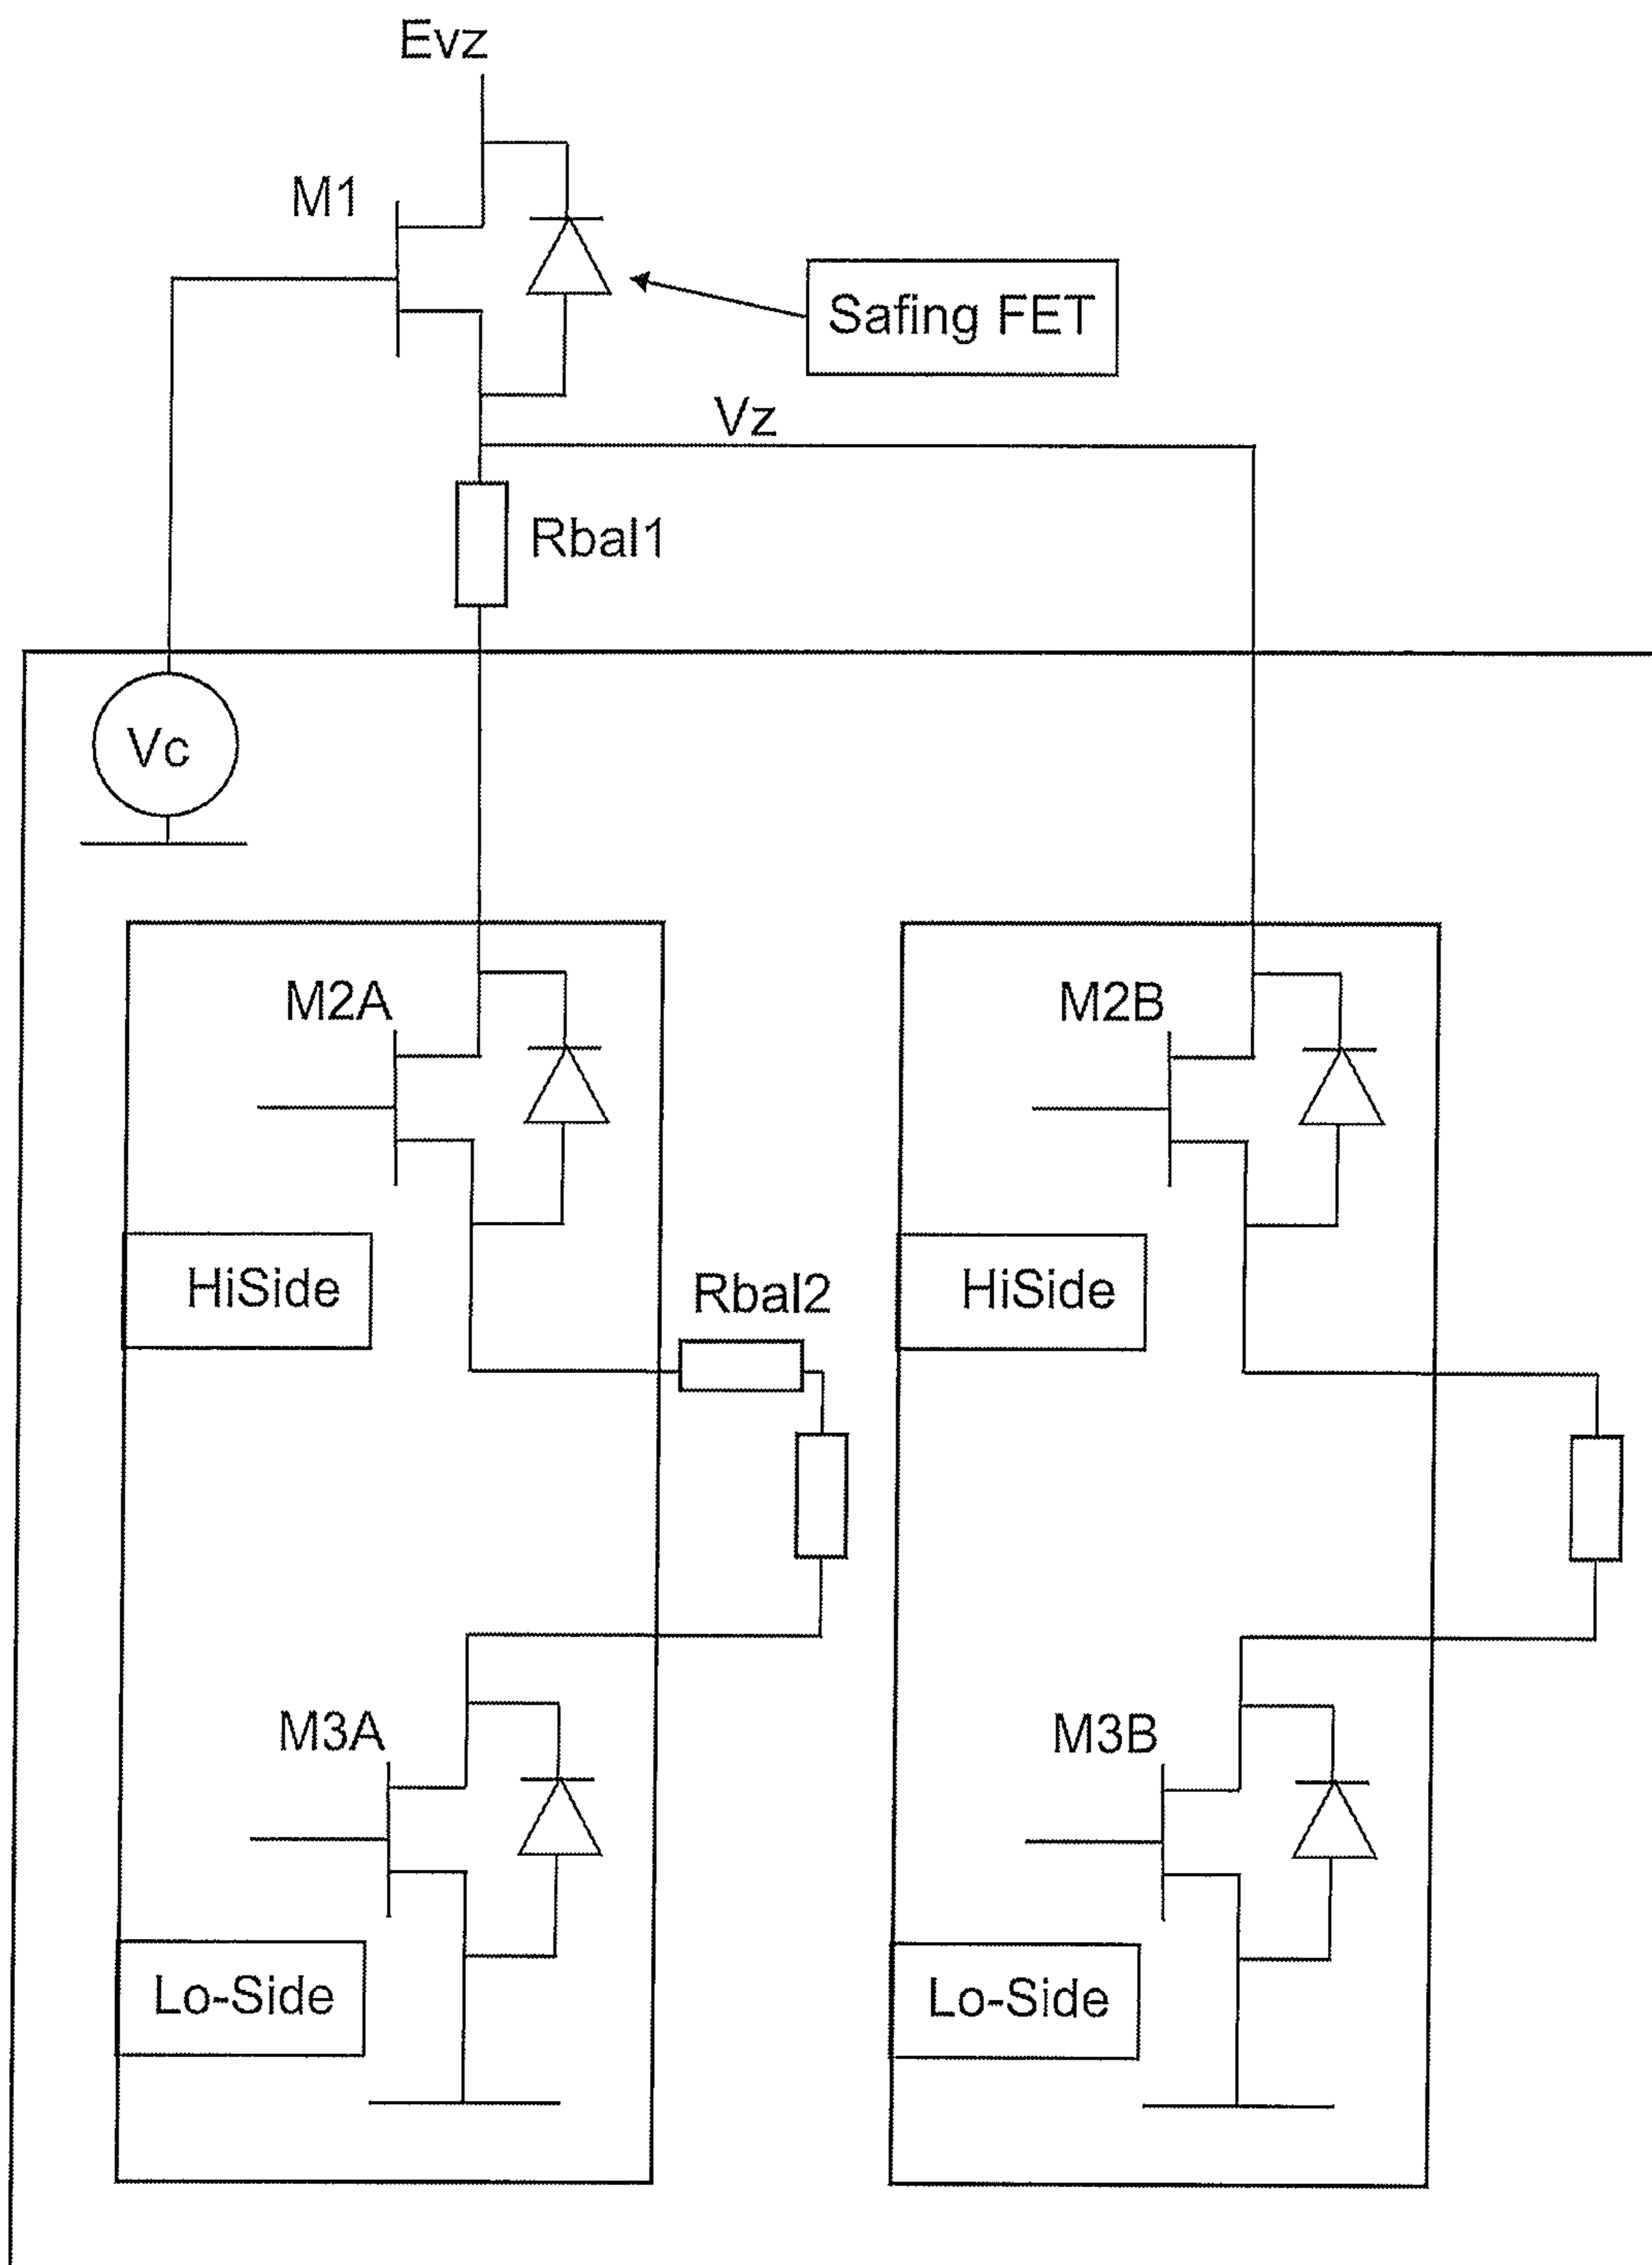 Evz
M1
Safing FET
Vz
Rbal1
Vc
M2A
M2B
HiSide
Rbal2
HiSide
M3A
M3B
Lo-Side
Lo-Side